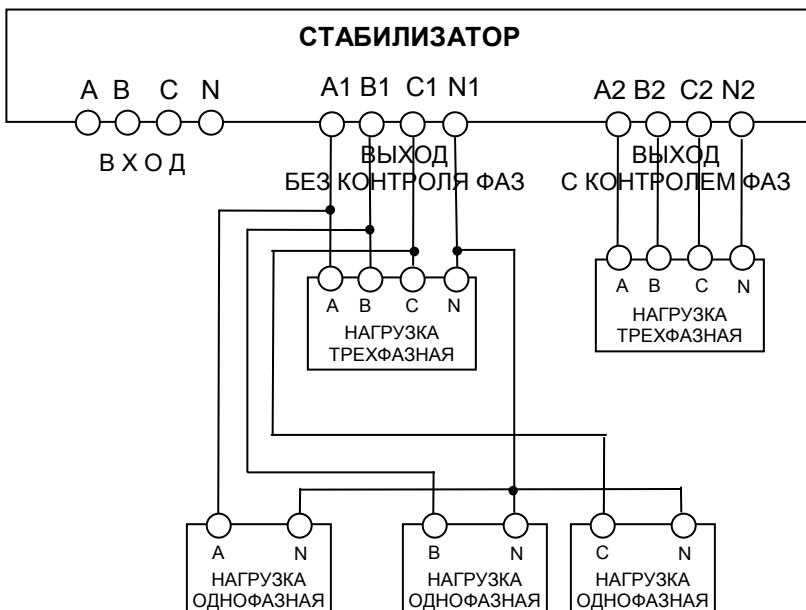 СТАБИЛИЗАТОР
A B C N
A1 B1 C1 N1
A2 B2 C2 N2
В Х О Д
ВЫХОД
БЕЗ КОНТРОЛЯ ФАЗ
ВЫХОД
С КОНТРОЛЕМ ФАЗ
A B C N
НАГРУЗКА
ТРЕХФАЗНАЯ
A B C N
НАГРУЗКА
ТРЕХФАЗНАЯ
A N
НАГРУЗКА
ОДНОФАЗНАЯ
B N
НАГРУЗКА
ОДНОФАЗНАЯ
C N
НАГРУЗКА
ОДНОФАЗНАЯ